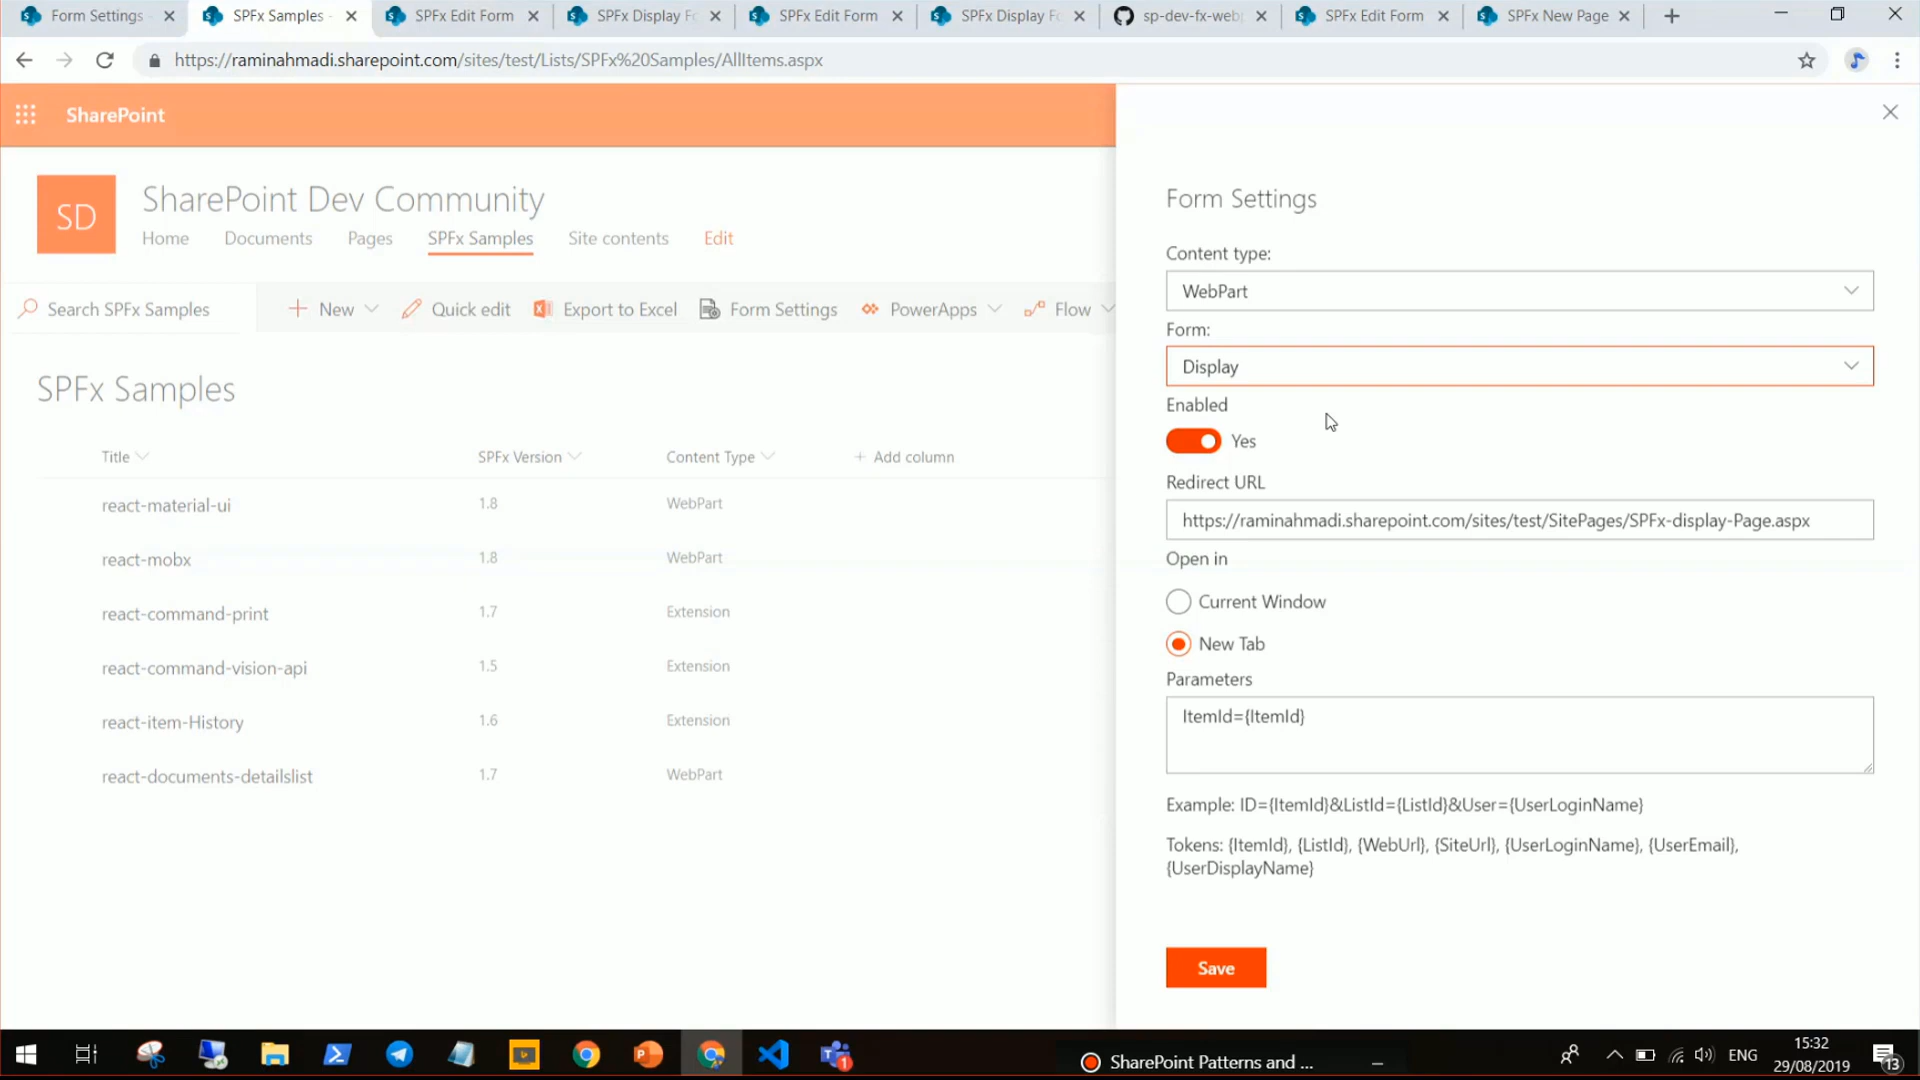 Form Settings
SPFx Samples -
SPFx Edit Form
SPFx Display Fo
SPFx Edit Form
SPFx Display Fo
sp-dev-fx-webp
SPFx Edit Form
SPFx New Page
https://raminahmadi.sharepoint.com/sites/test/Lists/SPFx%20Samples/AllItems.aspx
SharePoint
SD
SharePoint Dev Community
Home Documents Pages SPFx Samples Site contents Edit
Search SPFx Samples
New Quick edit Export to Excel Form Settings PowerApps Flow
SPFx Samples
Title SPFx Version Content Type + Add column
react-material-ui 1.8 WebPart
react-mobx 1.8 WebPart
react-command-print 1.7 Extension
react-command-vision-api 1.5 Extension
react-item-History 1.6 Extension
react-documents-detailslist 1.7 WebPart
Form Settings
Content type:
WebPart
Form:
Display
Enabled
Yes
Redirect URL
https://raminahmadi.sharepoint.com/sites/test/SitePages/SPFx-display-Page.aspx
Open in
Current Window
New Tab
Parameters
ItemId={ItemId}
Example: ID={ItemId}&ListId={ListId}&User={UserLoginName}
Tokens: {ItemId}, {ListId}, {WebUrl}, {SiteUrl}, {UserLoginName}, {UserEmail},
{UserDisplayName}
Save
SharePoint Patterns and ...
ENG
15:32
29/08/2019
13
1